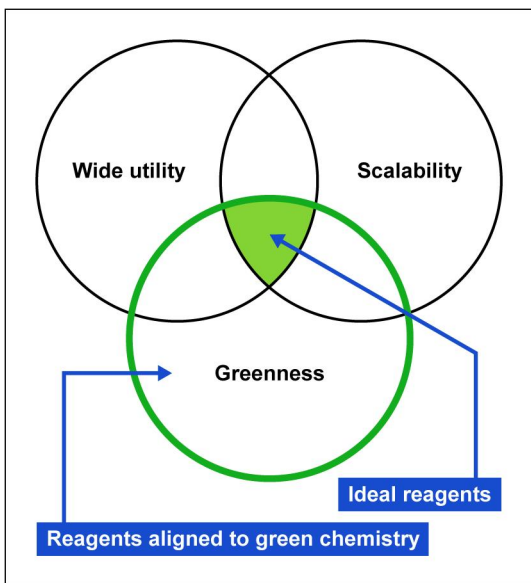 Wide utility
Scalability
Greenness
Ideal reagents
Reagents aligned to green chemistry